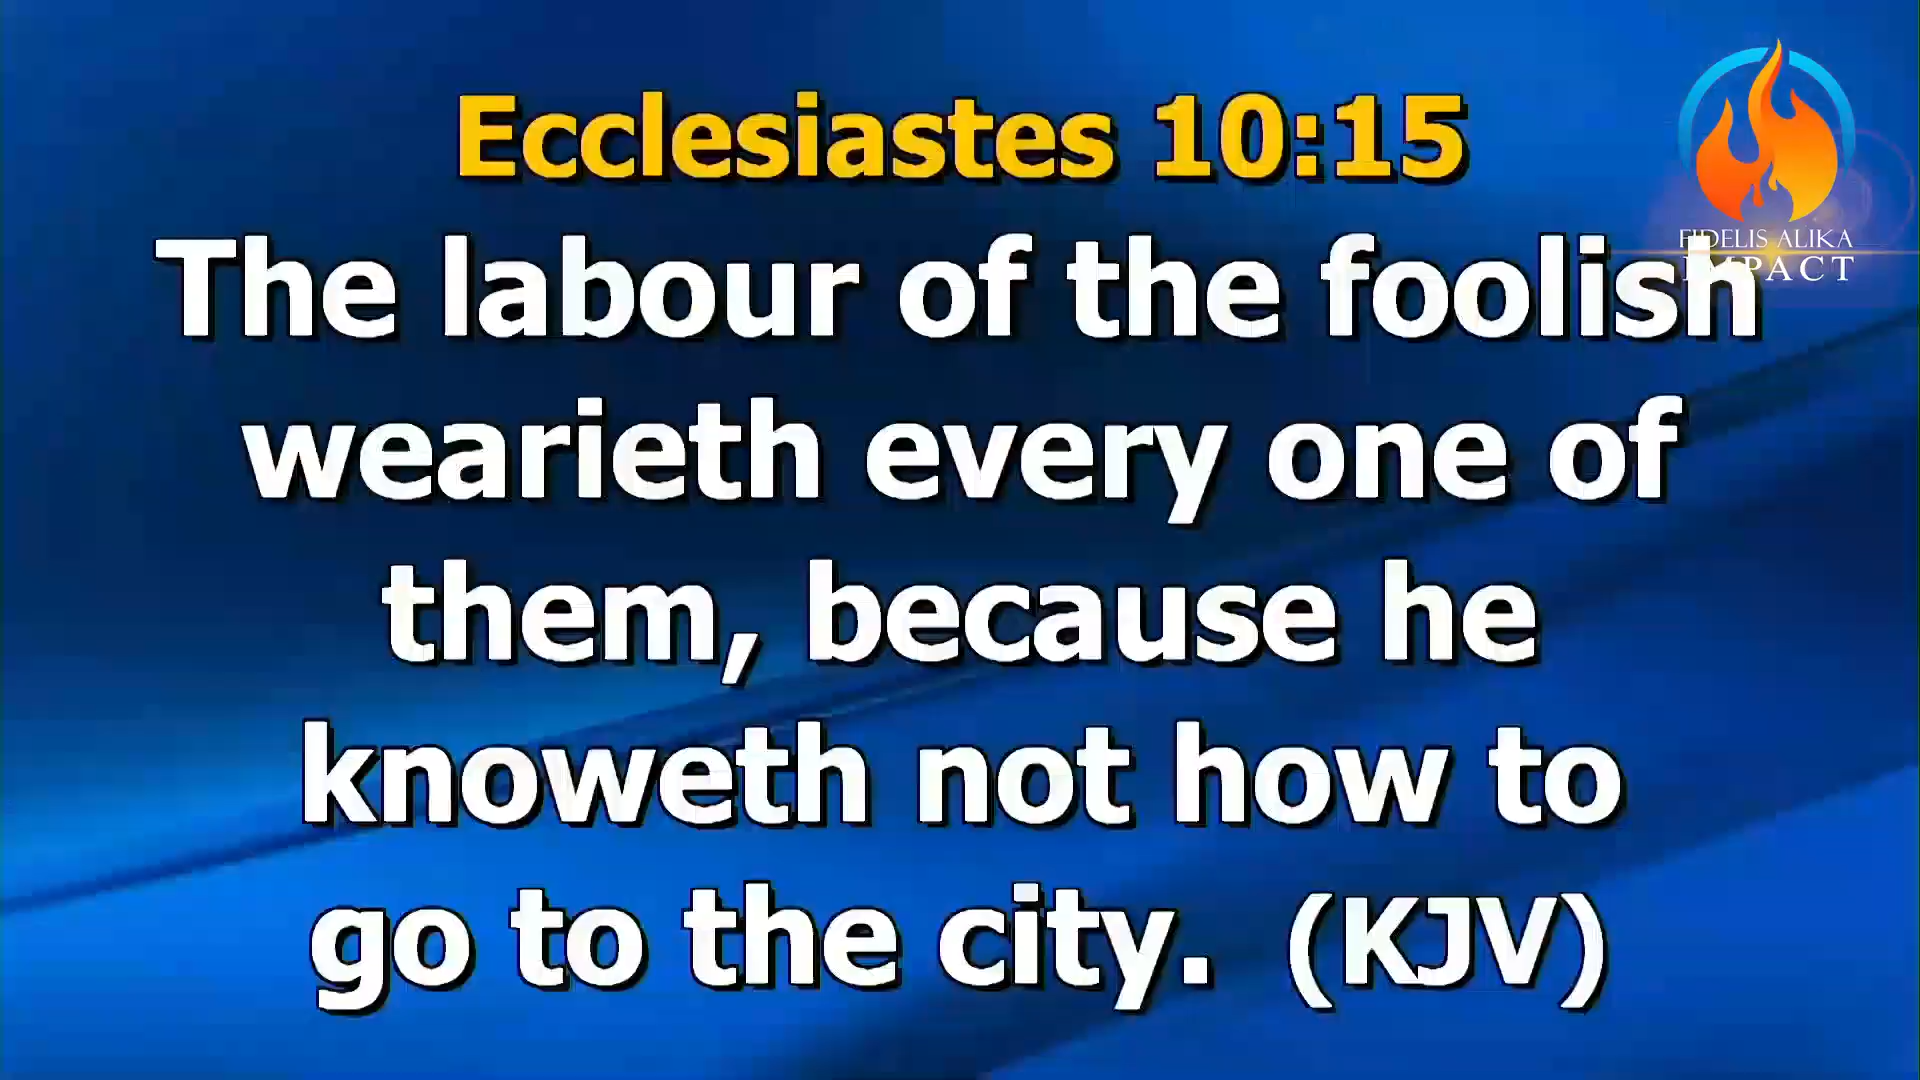 Ecclesiastes 10:15
The labour of the foolish
wearieth every one of
them, because he
knoweth not how to
go to the city. (KJV)
FIDELIS ALIKA
IMPACT